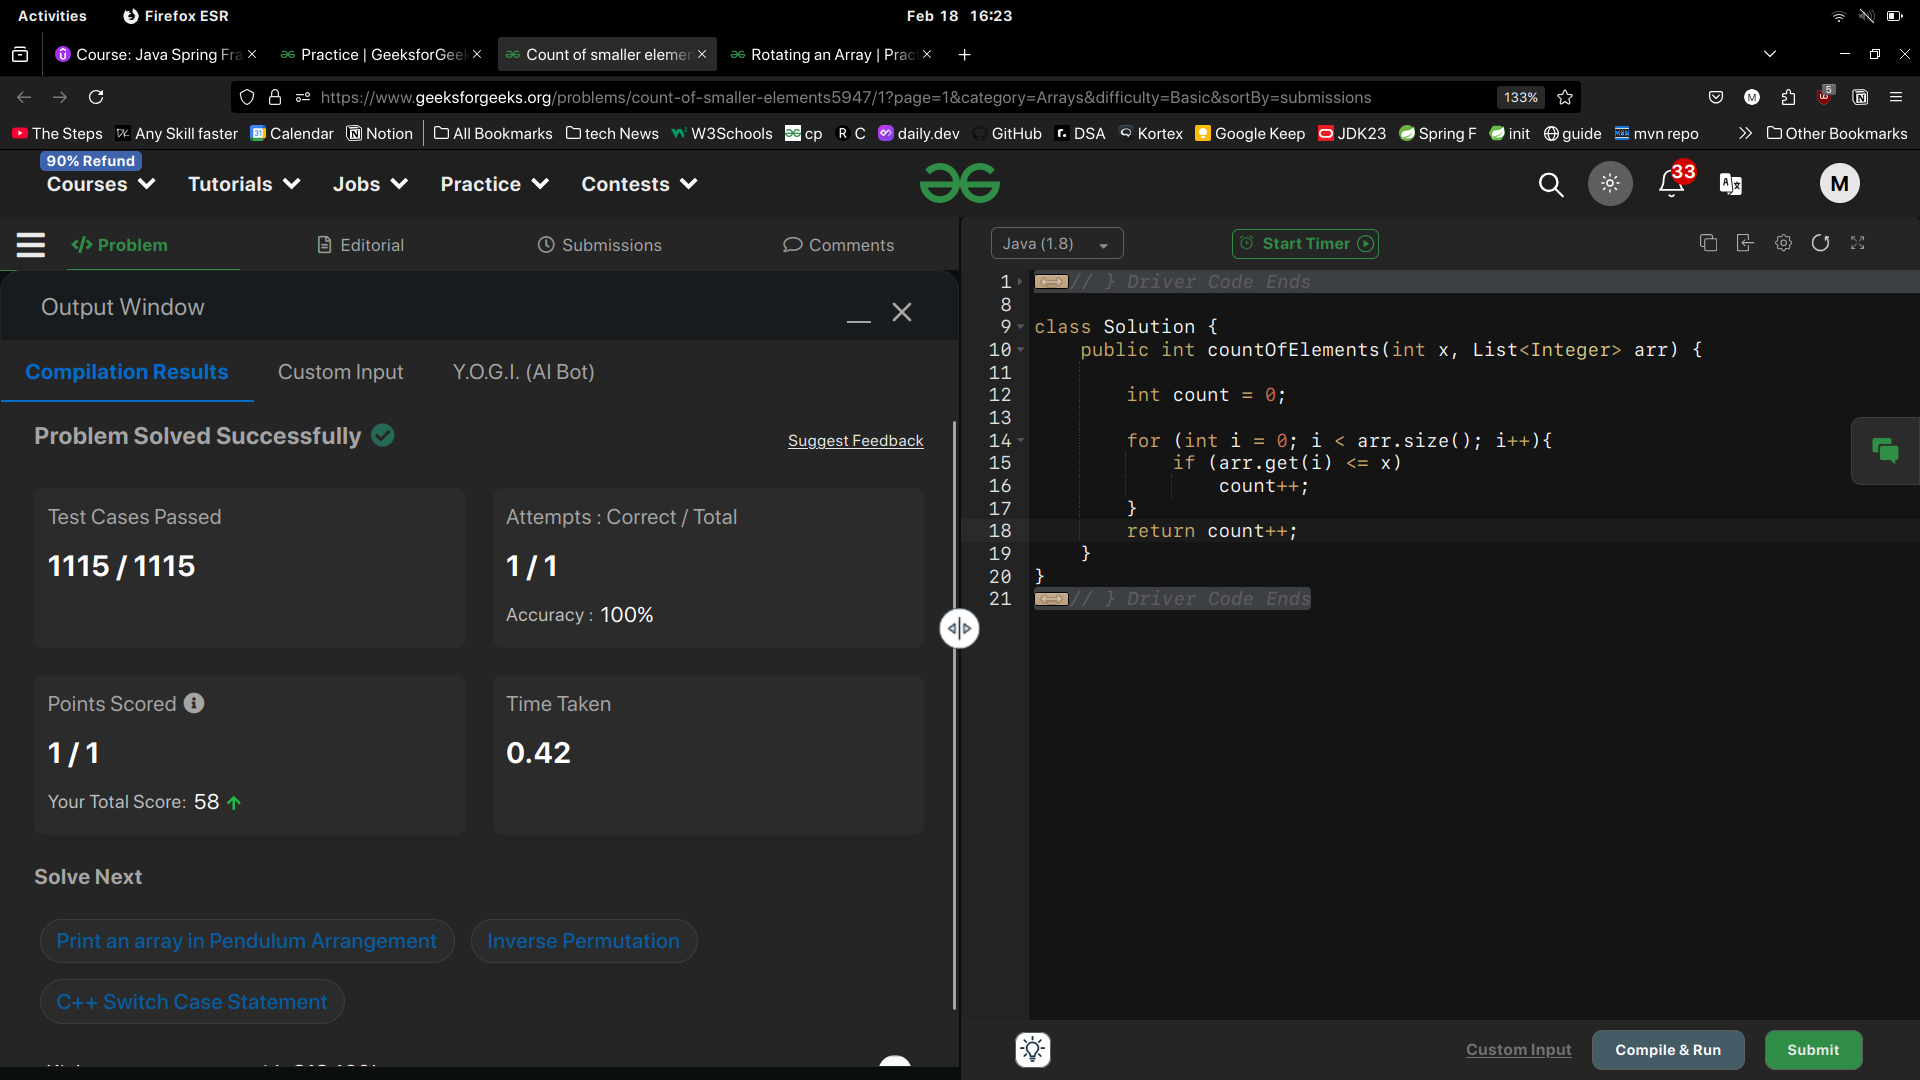 Activities
Firefox ESR
Feb 18 16:23
Course: Java Spring Fra
Practice | GeeksforGeek
Count of smaller elemen
Rotating an Array | Prac
https://www.geeksforgeeks.org/problems/count-of-smaller-elements5947/1?page=1&category=Arrays&difficulty=Basic&sortBy=submissions
133%
5
The Steps
Any Skill faster
Calendar
Notion
All Bookmarks
tech News
W3Schools
cp
C
daily.dev
GitHub
DSA
Kortex
Google Keep
JDK23
Spring F
init
guide
mvn repo
Other Bookmarks
90% Refund
Courses
Tutorials
Jobs
Practice
Contests
33
M
Problem
Editorial
Submissions
Comments
Output Window
Compilation Results
Custom Input
Y.O.G.I. (AI Bot)
Problem Solved Successfully
Suggest Feedback
Test Cases Passed
1115 / 1115
Attempts : Correct / Total
1 / 1
Accuracy : 100%
Points Scored
1 / 1
Your Total Score: 58
Time Taken
0.42
Solve Next
Print an array in Pendulum Arrangement
Inverse Permutation
C++ Switch Case Statement
Java (1.8)
Start Timer
1 // } Driver Code Ends
8
9 class Solution {
10 public int countOfElements(int x, List<Integer> arr) {
11
12 int count = 0;
13
14 for (int i = 0; i < arr.size(); i++){
15 if (arr.get(i) <= x)
16 count++;
17 }
18 return count++;
19 }
20 }
21 // } Driver Code Ends
Custom Input
Compile & Run
Submit